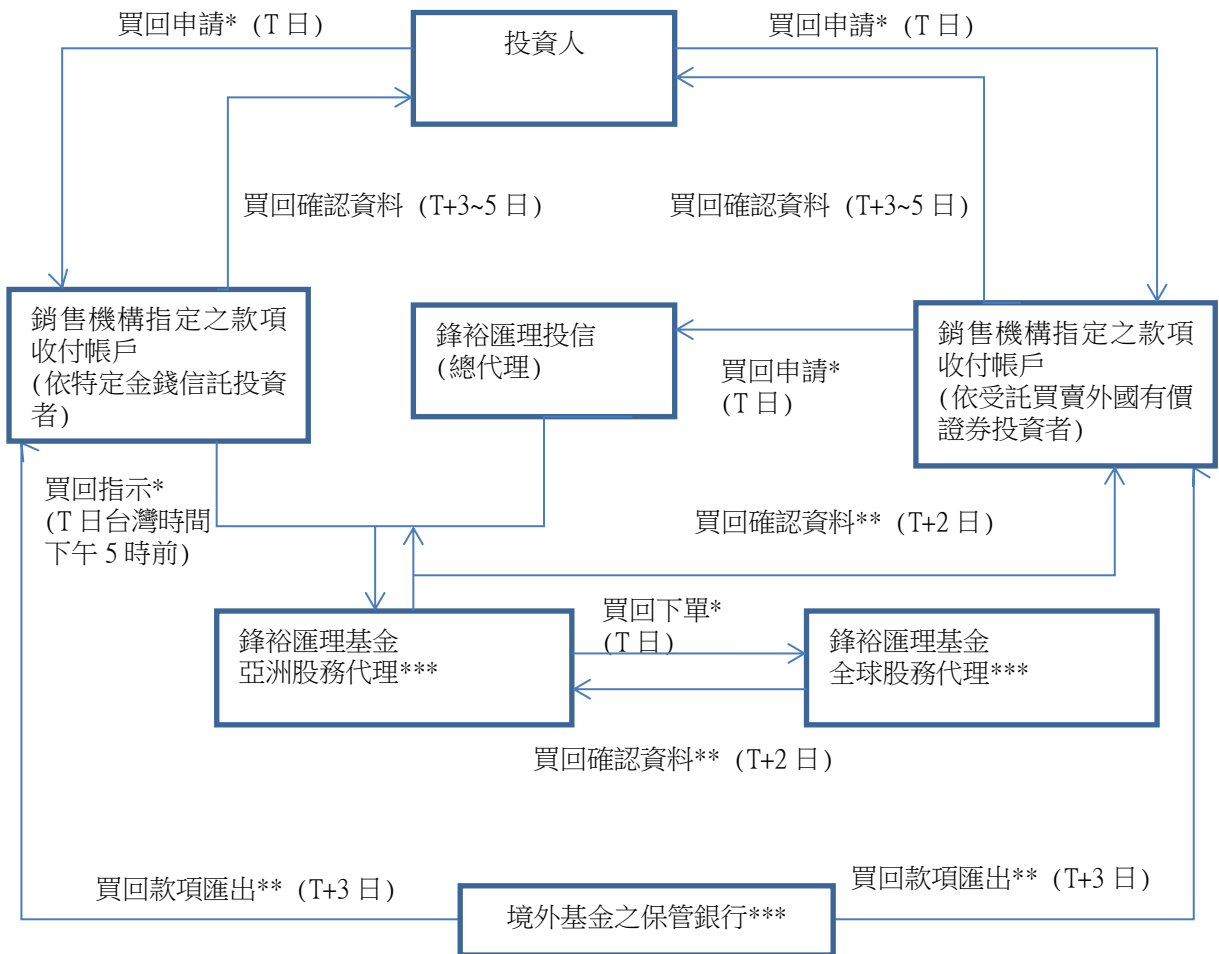 買回申請* (T 日)
買回申請* (T 日)
投資人
買回確認資料 (T+3~5 日)
買回確認資料 (T+3~5 日)
銷售機構指定之款項
收付帳戶
(依特定金錢信託投資
者)
鋒裕匯理投信
(總代理)
買回申請*
(T 日)
銷售機構指定之款項
收付帳戶
(依受託買賣外國有價
證券投資者)
買回指示*
(T 日台灣時間
下午 5 時前)
買回確認資料** (T+2 日)
鋒裕匯理基金
亞洲股務代理***
買回下單*
(T 日)
鋒裕匯理基金
全球股務代理***
買回確認資料** (T+2 日)
買回款項匯出** (T+3 日)
買回款項匯出** (T+3 日)
境外基金之保管銀行***